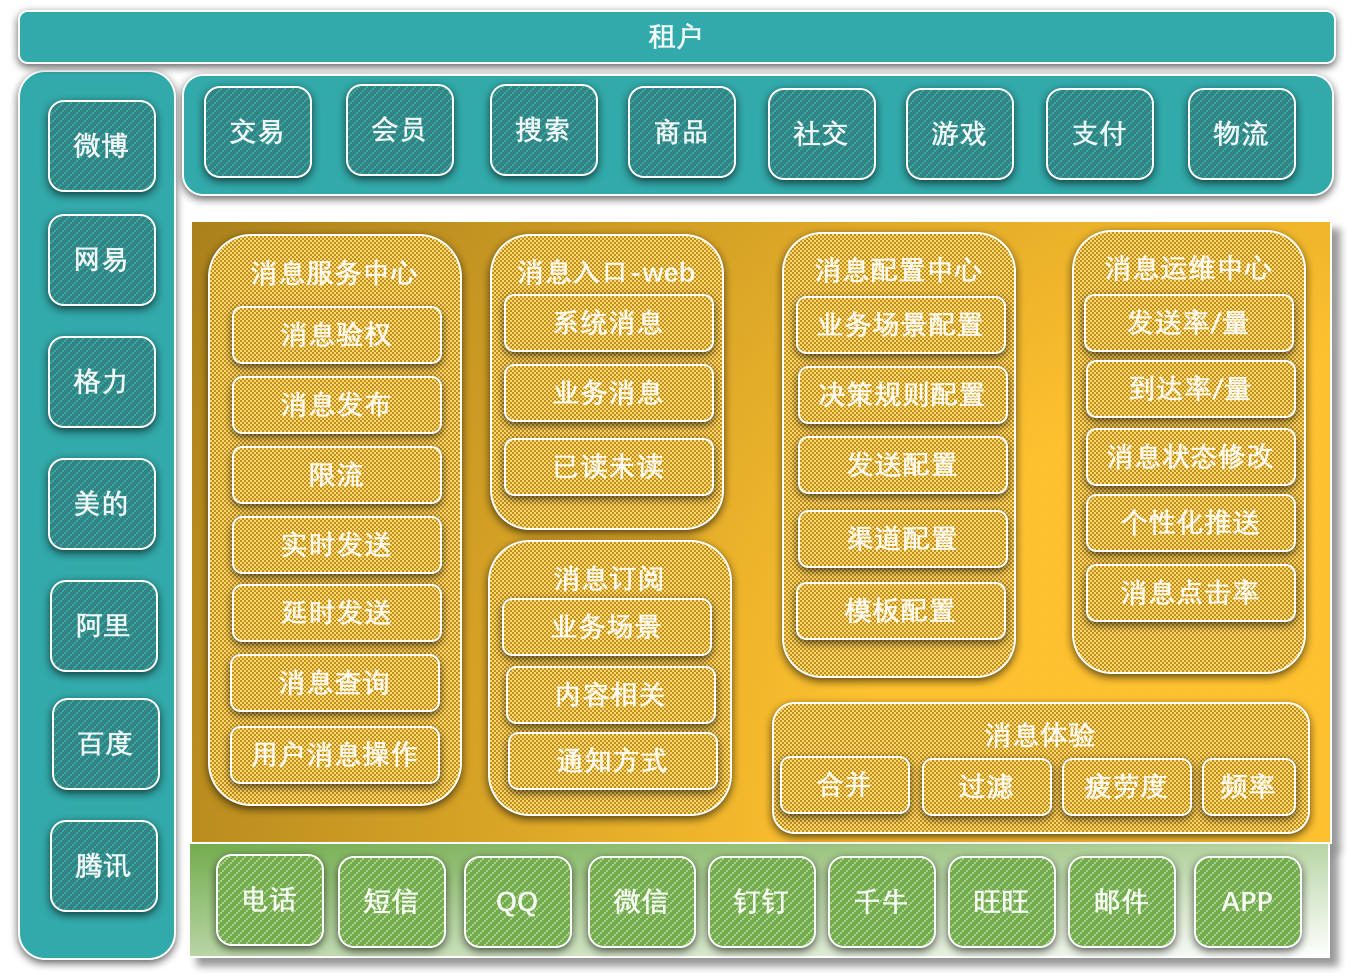 租户
微博
网易
格力
美的
阿里
百度
腾讯
交易
会员
搜索
商品
社交
游戏
支付
物流
消息服务中心
消息验权
消息发布
限流
实时发送
延时发送
消息查询
用户消息操作
消息入口-web
系统消息
业务消息
已读未读
消息订阅
业务场景
内容相关
通知方式
消息配置中心
业务场景配置
决策规则配置
发送配置
渠道配置
模板配置
消息运维中心
发送率/量
到达率/量
消息状态修改
个性化推送
消息点击率
消息体验
合并
过滤
疲劳度
频率
电话
短信
QQ
微信
钉钉
千牛
旺旺
邮件
APP